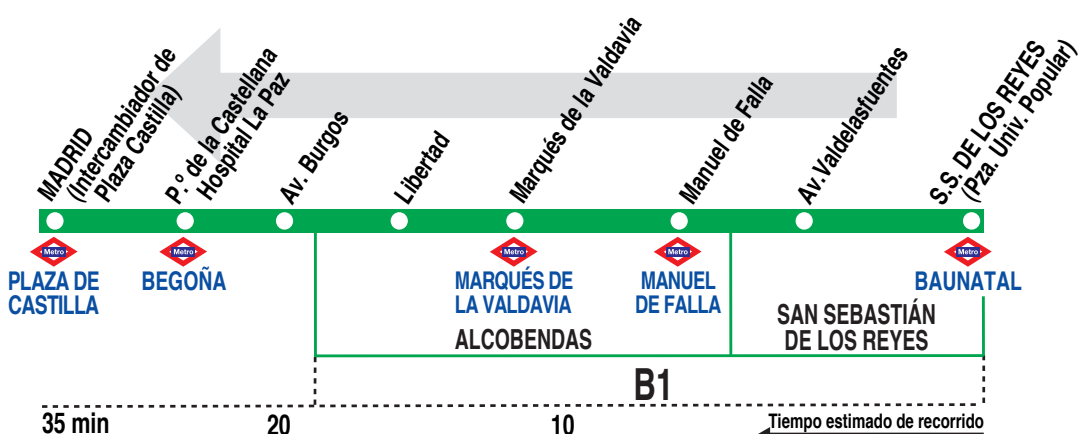 MADRID
(Intercambiador de
Plaza Castilla)
P.º de la Castellana
Hospital La Paz
Av. Burgos
Libertad
Marqués de la Valdavia
Manuel de Falla
Av. Valdelasfuentes
S.S. DE LOS REYES
(Pza. Univ. Popular)
Metro
Metro
Metro
Metro
Metro
PLAZA DE
CASTILLA
BEGOÑA
MARQUÉS DE
LA VALDAVIA
MANUEL
DE FALLA
BAUNATAL
ALCOBENDAS
SAN SEBASTIÁN
DE LOS REYES
B1
35 min
20
10
Tiempo estimado de recorrido